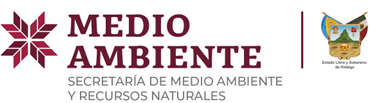 MEDIO
AMBIENTE
SECRETARÍA DE MEDIO AMBIENTE
Y RECURSOS NATURALES
Estado Libre y Soberano
de Hidalgo